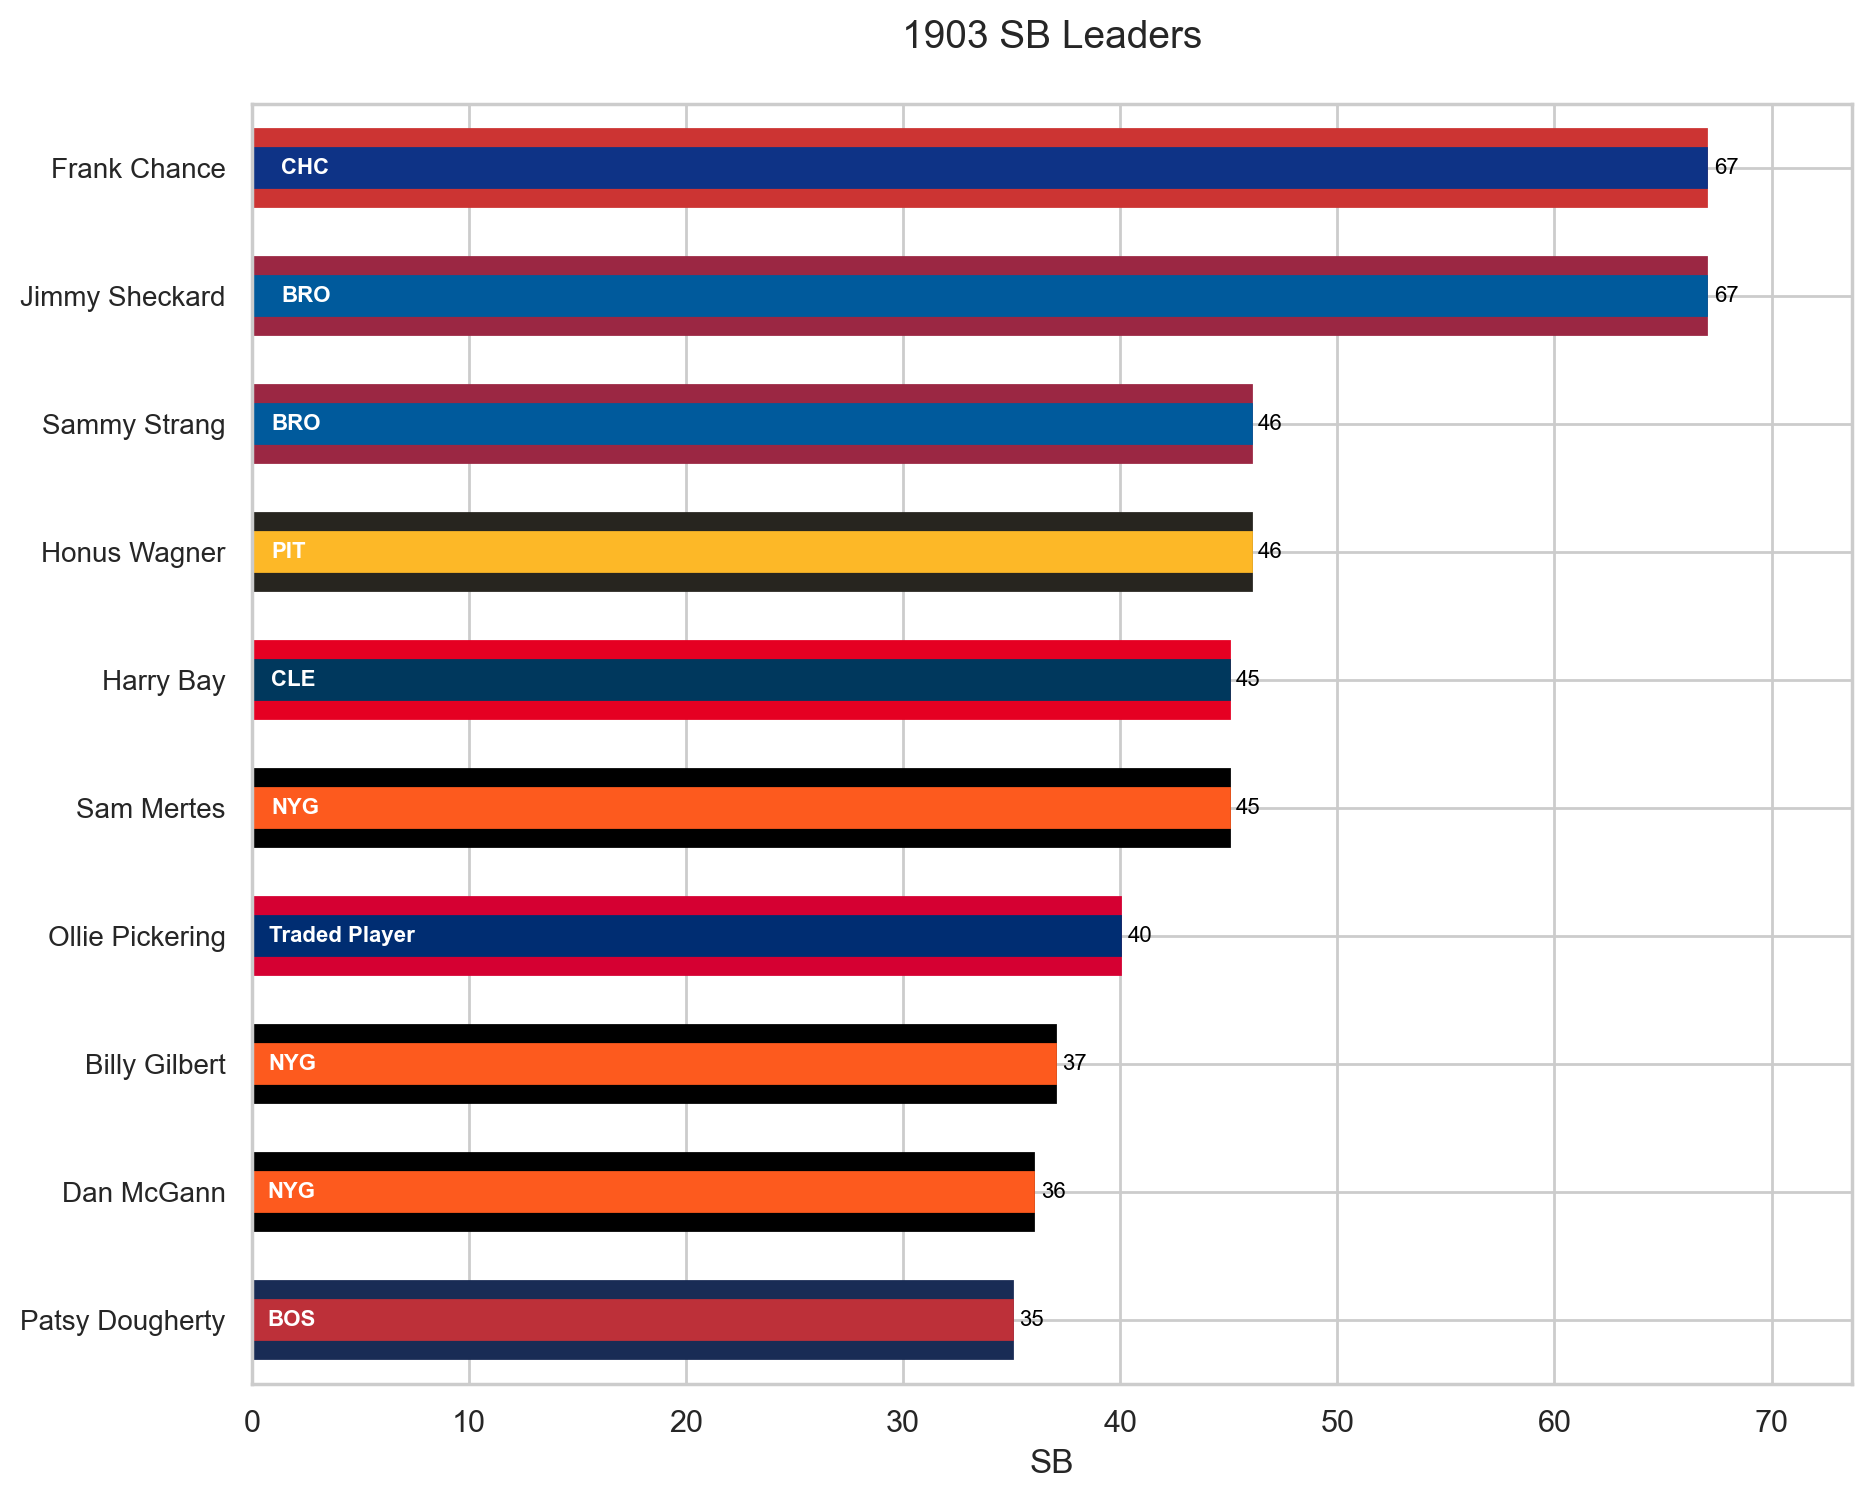 1903 SB Leaders
Frank Chance CHC 67
Jimmy Sheckard BRO 67
Sammy Strang BRO 46
Honus Wagner PIT 46
Harry Bay CLE 45
Sam Mertes NYG 45
Ollie Pickering Traded Player 40
Billy Gilbert NYG 37
Dan McGann NYG 36
Patsy Dougherty BOS 35
0 10 20 30 40 50 60 70
SB